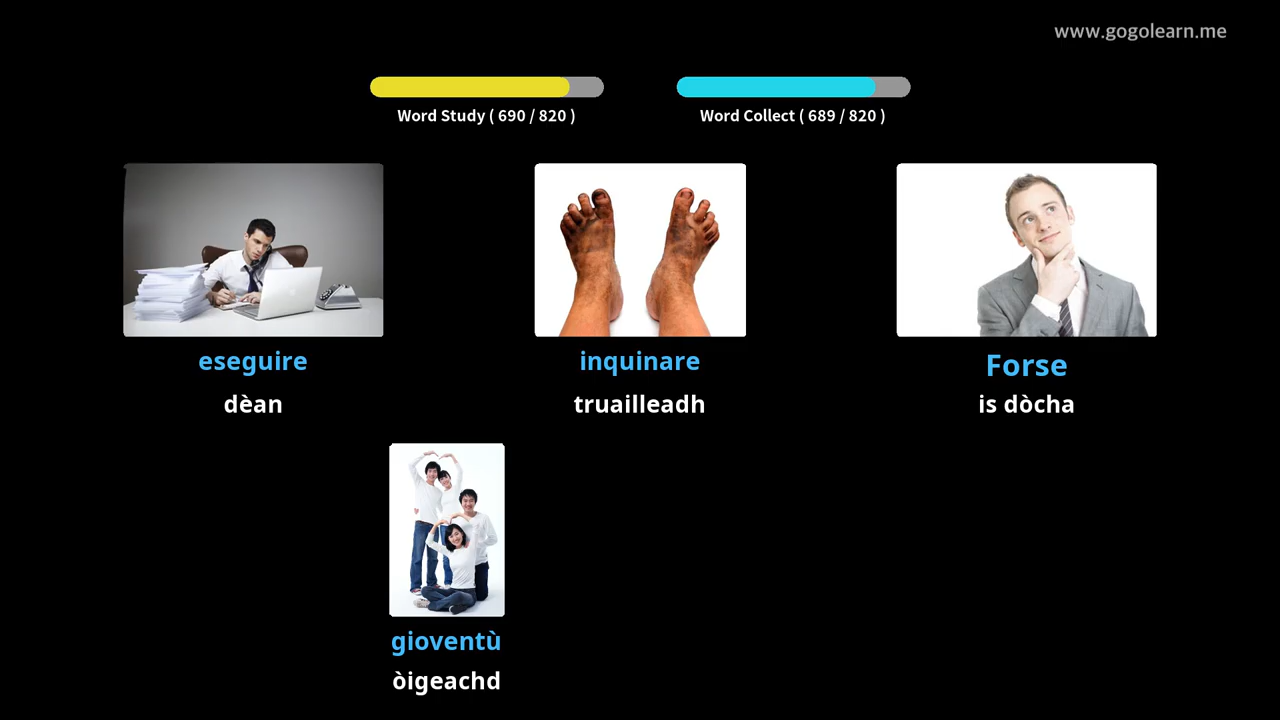 www.gogolearn.me
Word Study ( 690 / 820 )
Word Collect ( 689 / 820 )
eseguire
dèan
inquinare
truailleadh
Forse
is dòcha
gioventù
òigeachd